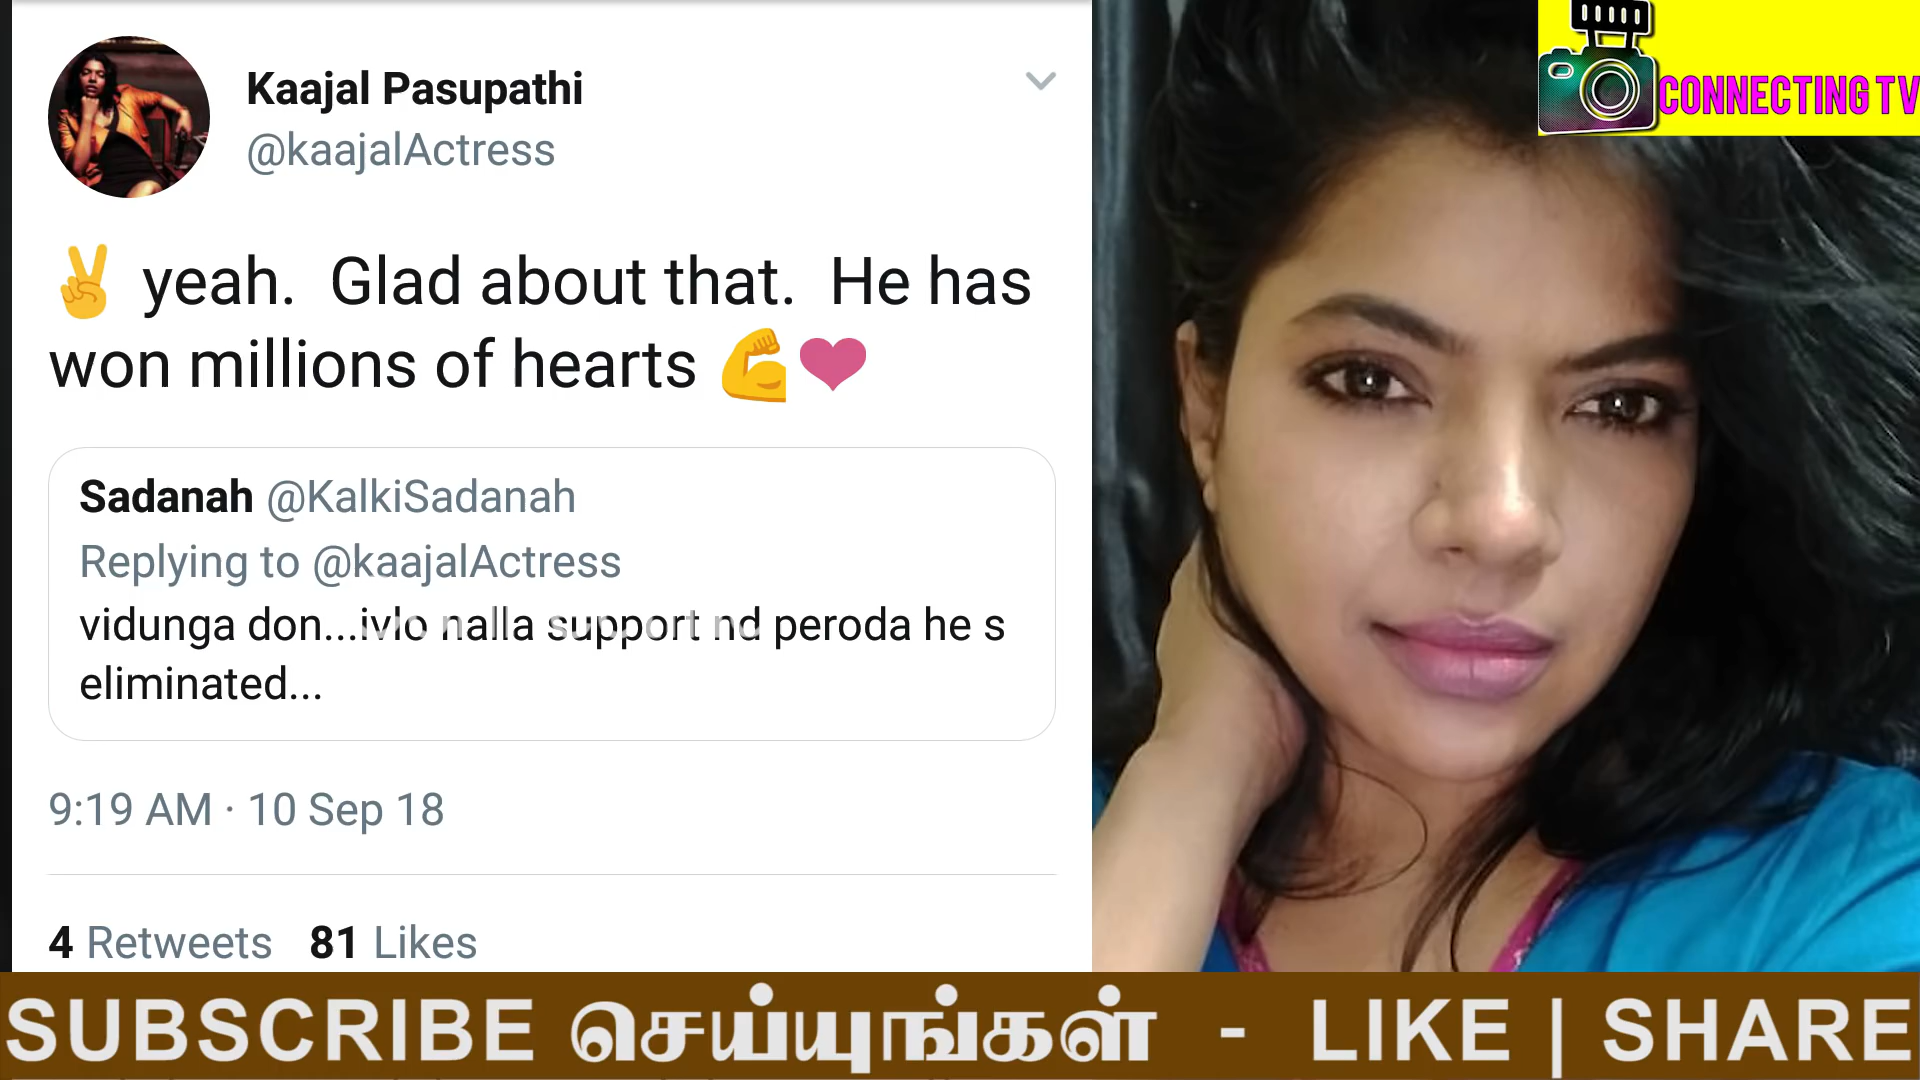 Kaajal Pasupathi
@kaajalActress
✌ yeah. Glad about that. He has
won millions of hearts 💪❤
Sadanah @KalkiSadanah
Replying to @kaajalActress
vidunga don...ivlo nalla support nd peroda he s
eliminated...
9:19 AM · 10 Sep 18
4 Retweets 81 Likes
CONNECTING TV
SUBSCRIBE செய்யுங்கள் - LIKE | SHARE